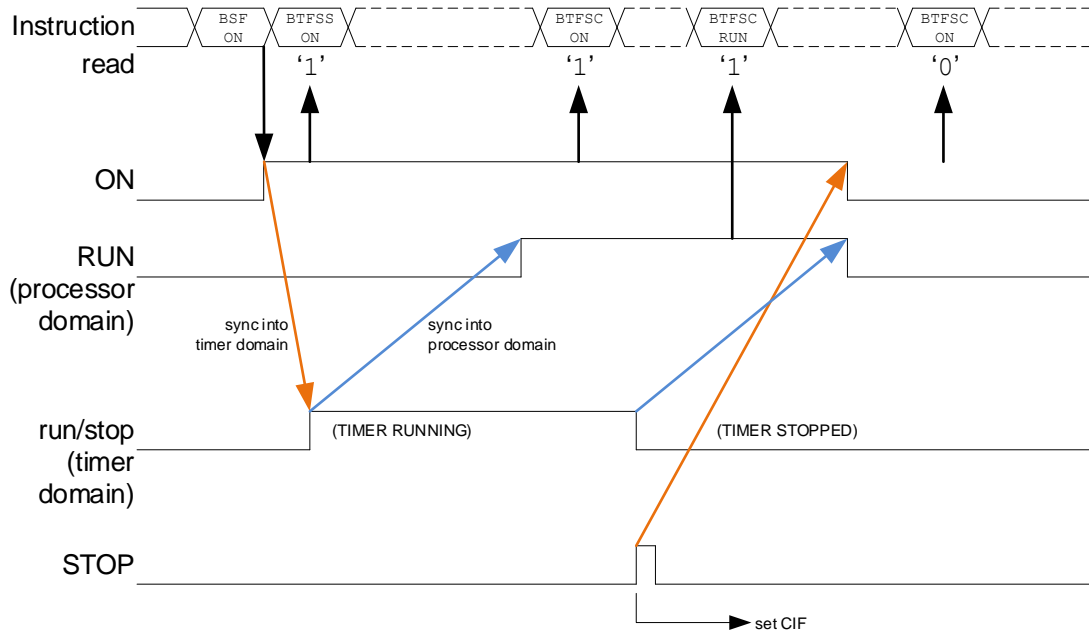 Instruction
BSF
ON
BTFSS
ON
BTFSC
ON
BTFSC
RUN
BTFSC
ON
read
‘1’
‘1’
‘1’
‘0’
ON
RUN
(processor
domain)
sync into
timer domain
sync into
processor domain
run/stop
(timer
domain)
(TIMER RUNNING)
(TIMER STOPPED)
STOP
set CIF